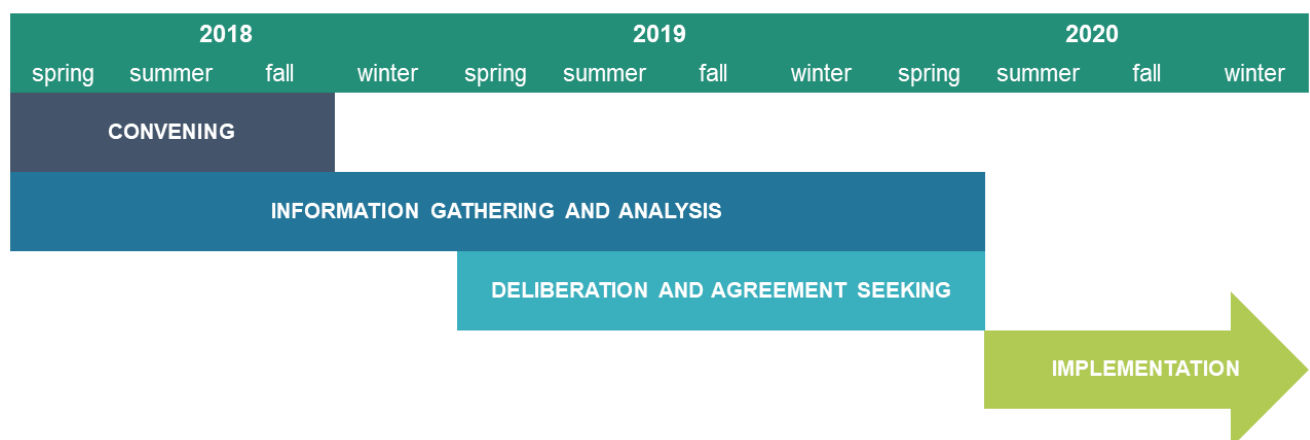 2018 2019 2020
spring summer fall winter spring summer fall winter spring summer fall winter
CONVENING
INFORMATION GATHERING AND ANALYSIS
DELIBERATION AND AGREEMENT SEEKING
IMPLEMENTATION